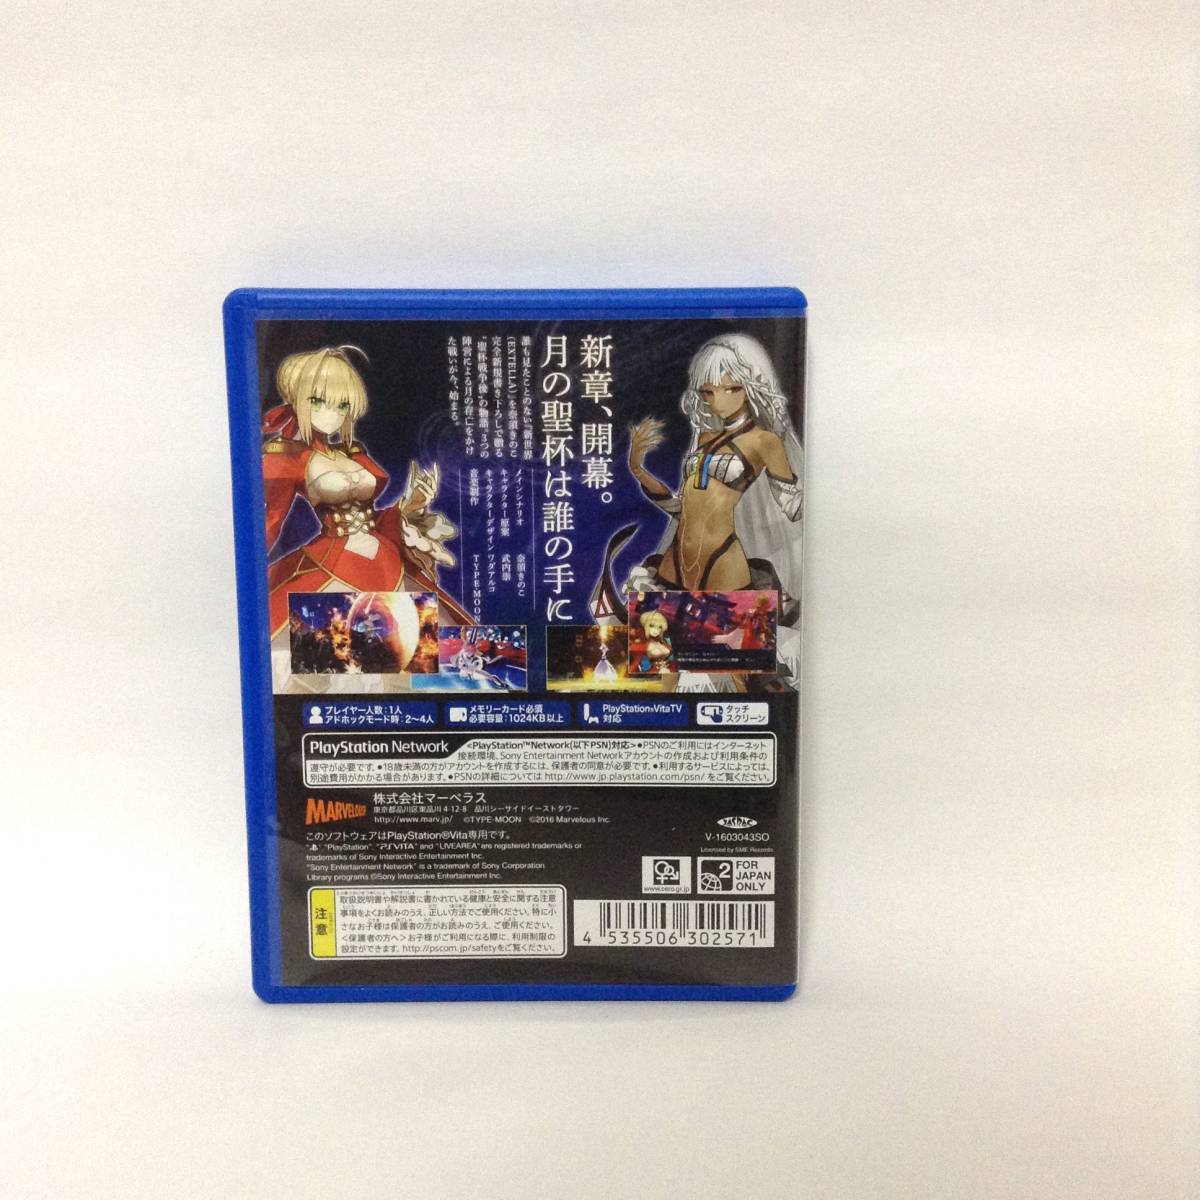 新章、開幕。
月の聖杯は誰の手に
誰も見たことのない『新世界
(EXTELLA)』を奈須きのこ
完全新規書き下ろしで贈る
"聖杯戦争後"の物語。3つの
陣営による月の存亡をかけ
た戦いが今、始まる。
メインシナリオ 奈須きのこ
キャラクター原案 武内崇
キャラクターデザイン ワダアルコ
音楽制作 TYPE-MOON
プレイヤー人数：1人
アドホックモード時：2～4人
メモリーカード必須
必要容量：1024KB以上
PlayStation®VitaTV
対応
タッチ
スクリーン
PlayStation Network <PlayStation™Network(以下PSN)対応>●PSNのご利用にはインターネット
接続環境、Sony Entertainment Networkアカウントの作成および利用条件の
遵守が必要です。●18歳未満の方がアカウントを作成するには、保護者の同意が必要です。●利用するサービスによっては、
別途費用がかかる場合があります。●PSNの詳細については http://www.jp.playstation.com/psn/ をご覧ください。
MARVELOUS
株式会社マーベラス
東京都品川区東品川 4-12-8 品川シーサイドイーストタワー
http://www.marv.jp/ ©TYPE-MOON ©2016 Marvelous Inc.
このソフトウェアはPlayStation®Vita専用です。
"PlayStation", "PSVITA" and "LIVEAREA" are registered trademarks or
trademarks of Sony Interactive Entertainment Inc.
"Sony Entertainment Network" is a trademark of Sony Corporation.
Library programs ©Sony Interactive Entertainment Inc.
JASRAC
V-1603043SO
Licensed by SME Records
www.cero.gr.jp
2
FOR
JAPAN
ONLY
注意
取扱説明書や解説書に書かれている健康と安全に関する注意
事項をよくお読みのうえ、正しい方法でご使用ください。特に小
さなお子様は保護者の方がお読みのうえ、ご使用ください。
<保護者の方へ>お子様がご利用になる際に、利用制限の
設定ができます。http://pscom.jp/safetyをご覧ください。
4 535506 302571